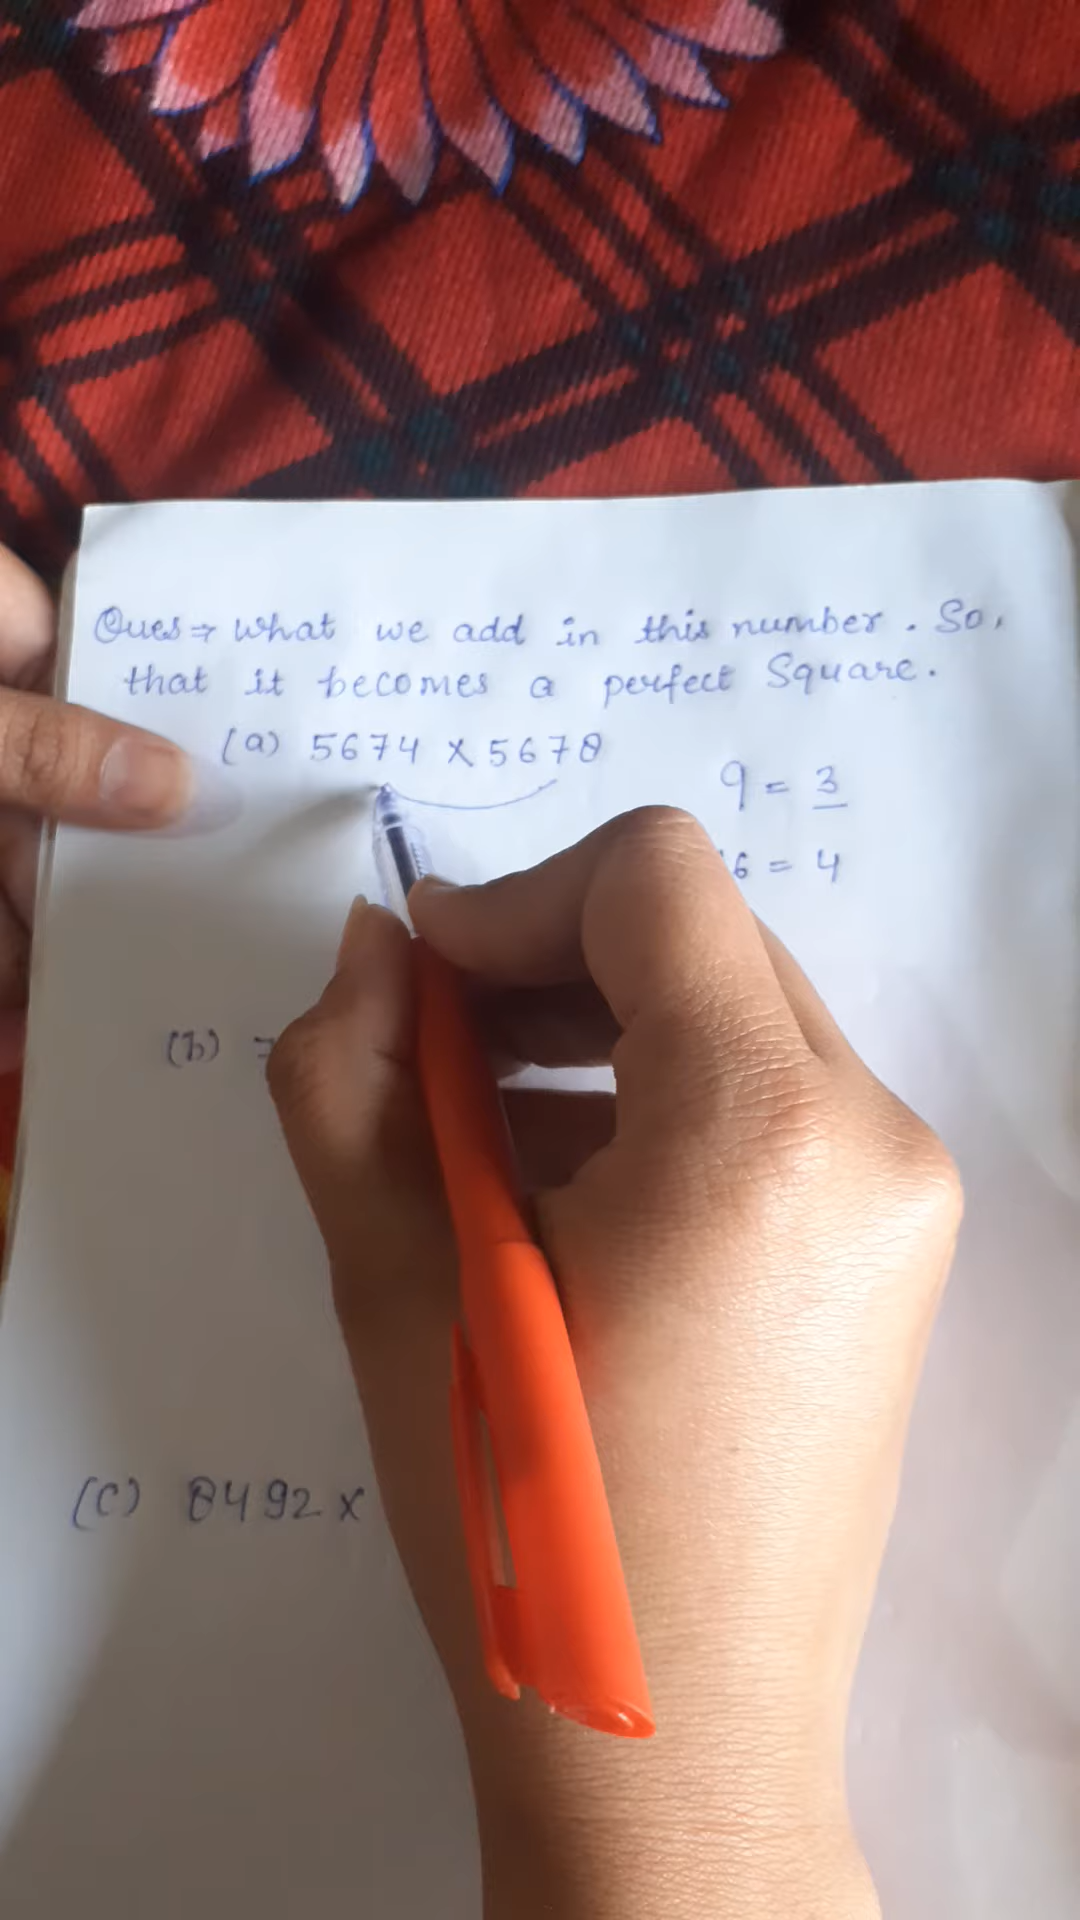 Ques⇒ What we add in this number. So,
that it becomes a perfect Square.
(a) 5674 x 5678
9 = 3
6 = 4
(b) 7
(c) 8492 x